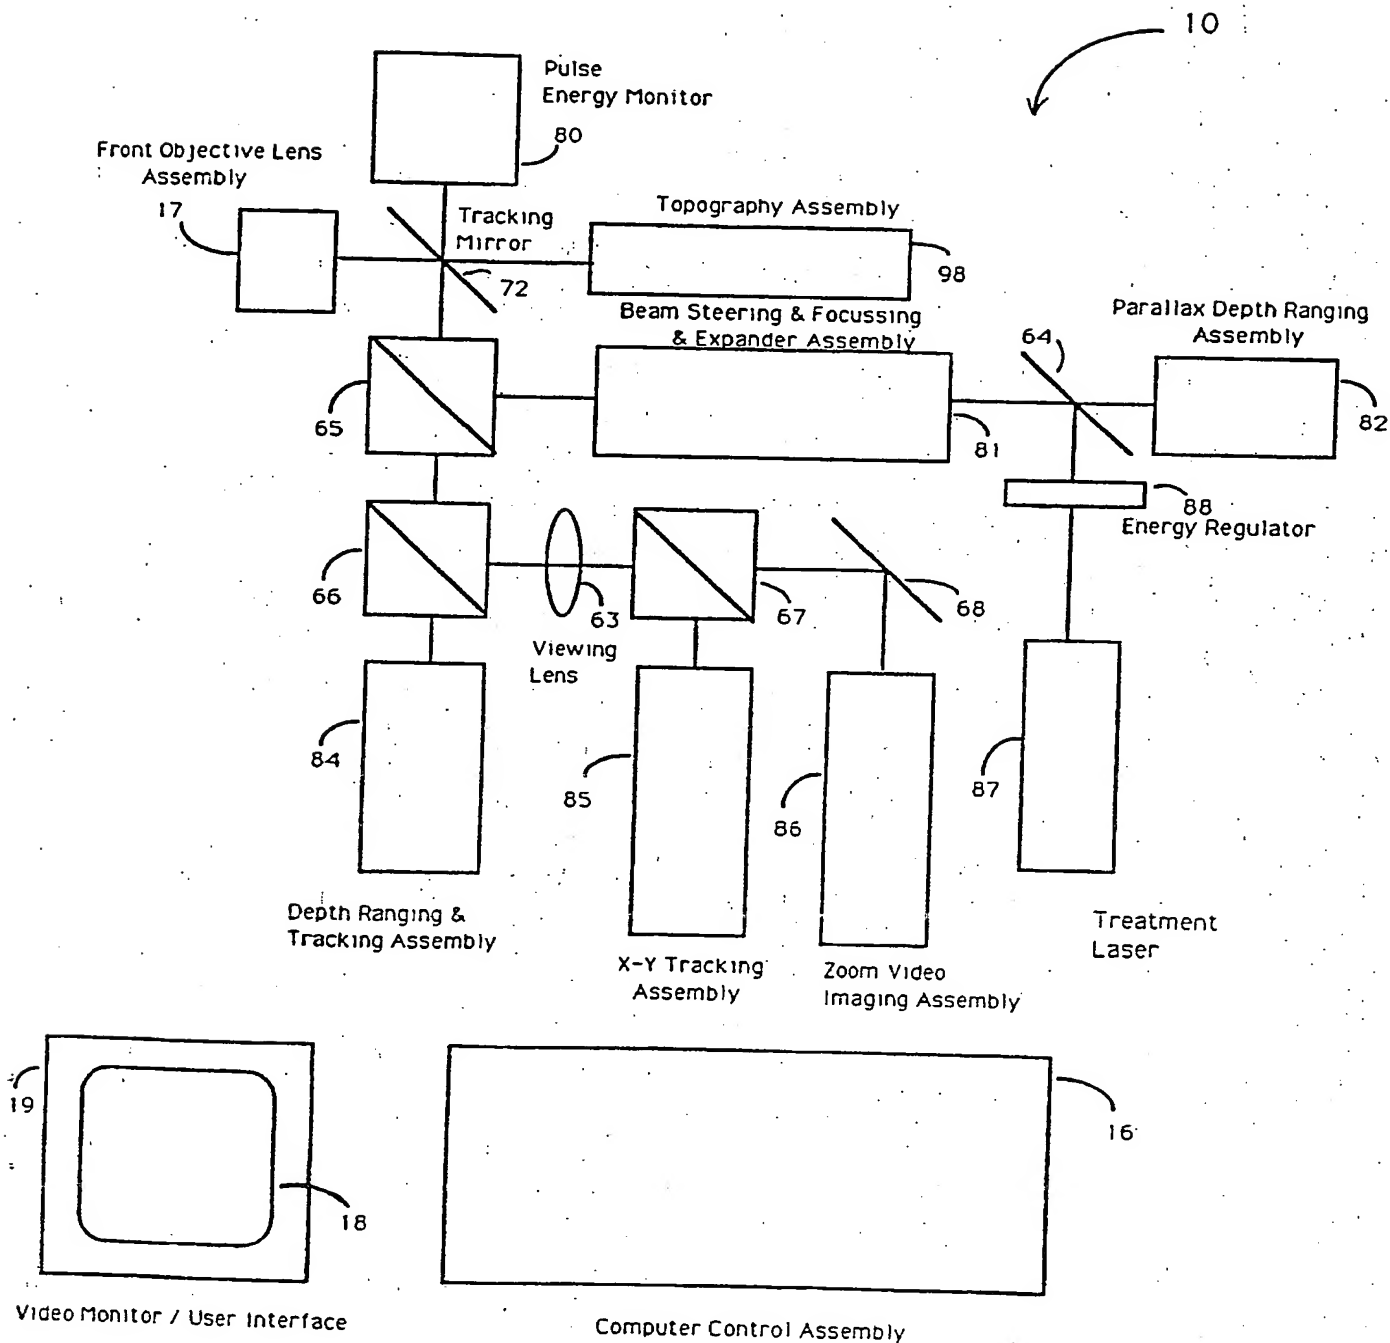 10
Pulse
Energy Monitor
80
Front Objective Lens
Assembly
17
Tracking
Mirror
72
Topography Assembly
98
Beam Steering & Focussing
& Expander Assembly
81
Parallax Depth Ranging
Assembly
64
82
65
88
Energy Regulator
66
63
Viewing
Lens
67
68
84
85
86
87
Depth Ranging &
Tracking Assembly
X-Y Tracking
Assembly
Zoom Video
Imaging Assembly
Treatment
Laser
19
18
16
Video Monitor / User Interface
Computer Control Assembly